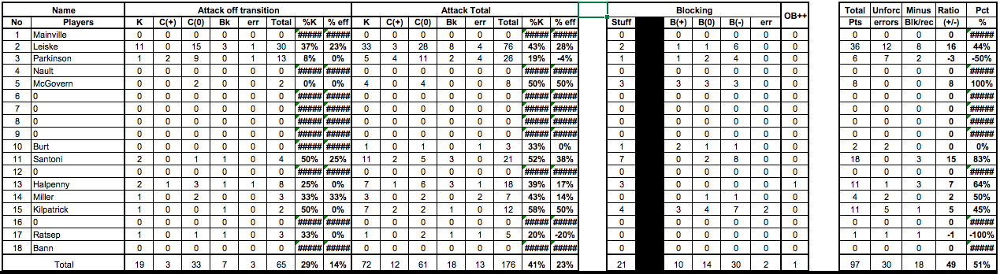 Name Attack off transition Attack Total Blocking OB++ Total Unforc Minus Ratio Pct
No Players K C(+) C(0) Bk err Total %K % eff K C(+) C(0) Bk err Total %K % eff Stuff B(+) B(0) B(-) err Pts errors Blk/rec (+/-) %
1 Mainville 0 0 0 0 0 0 ##### ##### 0 0 0 0 0 0 ##### ##### 0 0 0 0 0 0 0 0 0 0 #####
2 Leiske 11 0 15 3 1 30 37% 23% 33 3 28 8 4 76 43% 28% 2 1 1 6 0 0 36 12 8 16 44%
3 Parkinson 1 2 9 0 1 13 8% 0% 5 4 11 2 4 26 19% -4% 1 1 2 4 0 0 6 7 2 -3 -50%
4 Nault 0 0 0 0 0 0 ##### ##### 0 0 0 0 0 0 ##### ##### 0 0 0 0 0 0 0 0 0 0 #####
5 McGovern 0 0 2 0 0 2 0% 0% 4 0 4 0 0 8 50% 50% 3 3 3 3 0 0 8 0 0 8 100%
6 0 0 0 0 0 0 0 ##### ##### 0 0 0 0 0 0 ##### ##### 0 0 0 0 0 0 0 0 0 0 #####
7 0 0 0 0 0 0 0 ##### ##### 0 0 0 0 0 0 ##### ##### 0 0 0 0 0 0 0 0 0 0 #####
8 0 0 0 0 0 0 0 ##### ##### 0 0 0 0 0 0 ##### ##### 0 0 0 0 0 0 0 0 0 0 #####
9 0 0 0 0 0 0 0 ##### ##### 0 0 0 0 0 0 ##### ##### 0 0 0 0 0 0 0 0 0 0 #####
10 Burt 0 0 0 0 0 0 ##### ##### 1 0 1 0 1 3 33% 0% 1 2 1 1 0 0 2 2 0 0 0%
11 Santoni 2 0 1 1 0 4 50% 25% 11 2 5 3 0 21 52% 38% 7 0 2 8 0 0 18 0 3 15 83%
12 0 0 0 0 0 0 0 ##### ##### 0 0 0 0 0 0 ##### ##### 0 0 0 0 0 0 0 0 0 0 #####
13 Halpenny 2 1 3 1 1 8 25% 0% 7 1 6 3 1 18 39% 17% 3 0 0 0 0 1 11 1 3 7 64%
14 Miller 1 0 2 0 0 3 33% 33% 3 0 2 0 2 7 43% 14% 0 0 1 1 0 0 4 2 0 2 50%
15 Kilpatrick 1 0 0 1 0 2 50% 0% 7 2 2 1 0 12 58% 50% 4 3 4 7 2 0 11 5 1 5 45%
16 0 0 0 0 0 0 0 ##### ##### 0 0 0 0 0 0 ##### ##### 0 0 0 0 0 0 0 0 0 0 #####
17 Ratsep 1 0 1 1 0 3 33% 0% 1 0 2 1 1 5 20% -20% 0 0 0 0 0 0 1 1 1 -1 -100%
18 Bann 0 0 0 0 0 0 ##### ##### 0 0 0 0 0 0 ##### ##### 0 0 0 0 0 0 0 0 0 0 #####
Total 19 3 33 7 3 65 29% 14% 72 12 61 18 13 176 41% 23% 21 10 14 30 2 1 97 30 18 49 51%